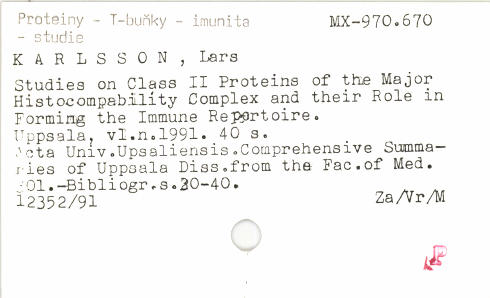 Proteiny - T-buňky - imunita MX-970.670
- studie
K A R L S S O N , Lars
Studies on Class II Proteins of the Major
Histocompability Complex and their Role in
Forming the Immune Repertoire.
Uppsala, vl.n.1991. 40 s.
Acta Univ.Upsaliensis.Comprehensive Summa-
ries of Uppsala Diss.from the Fac.of Med.
301.-Bibliogr.s.30-40.
12352/91 Za/Vr/M